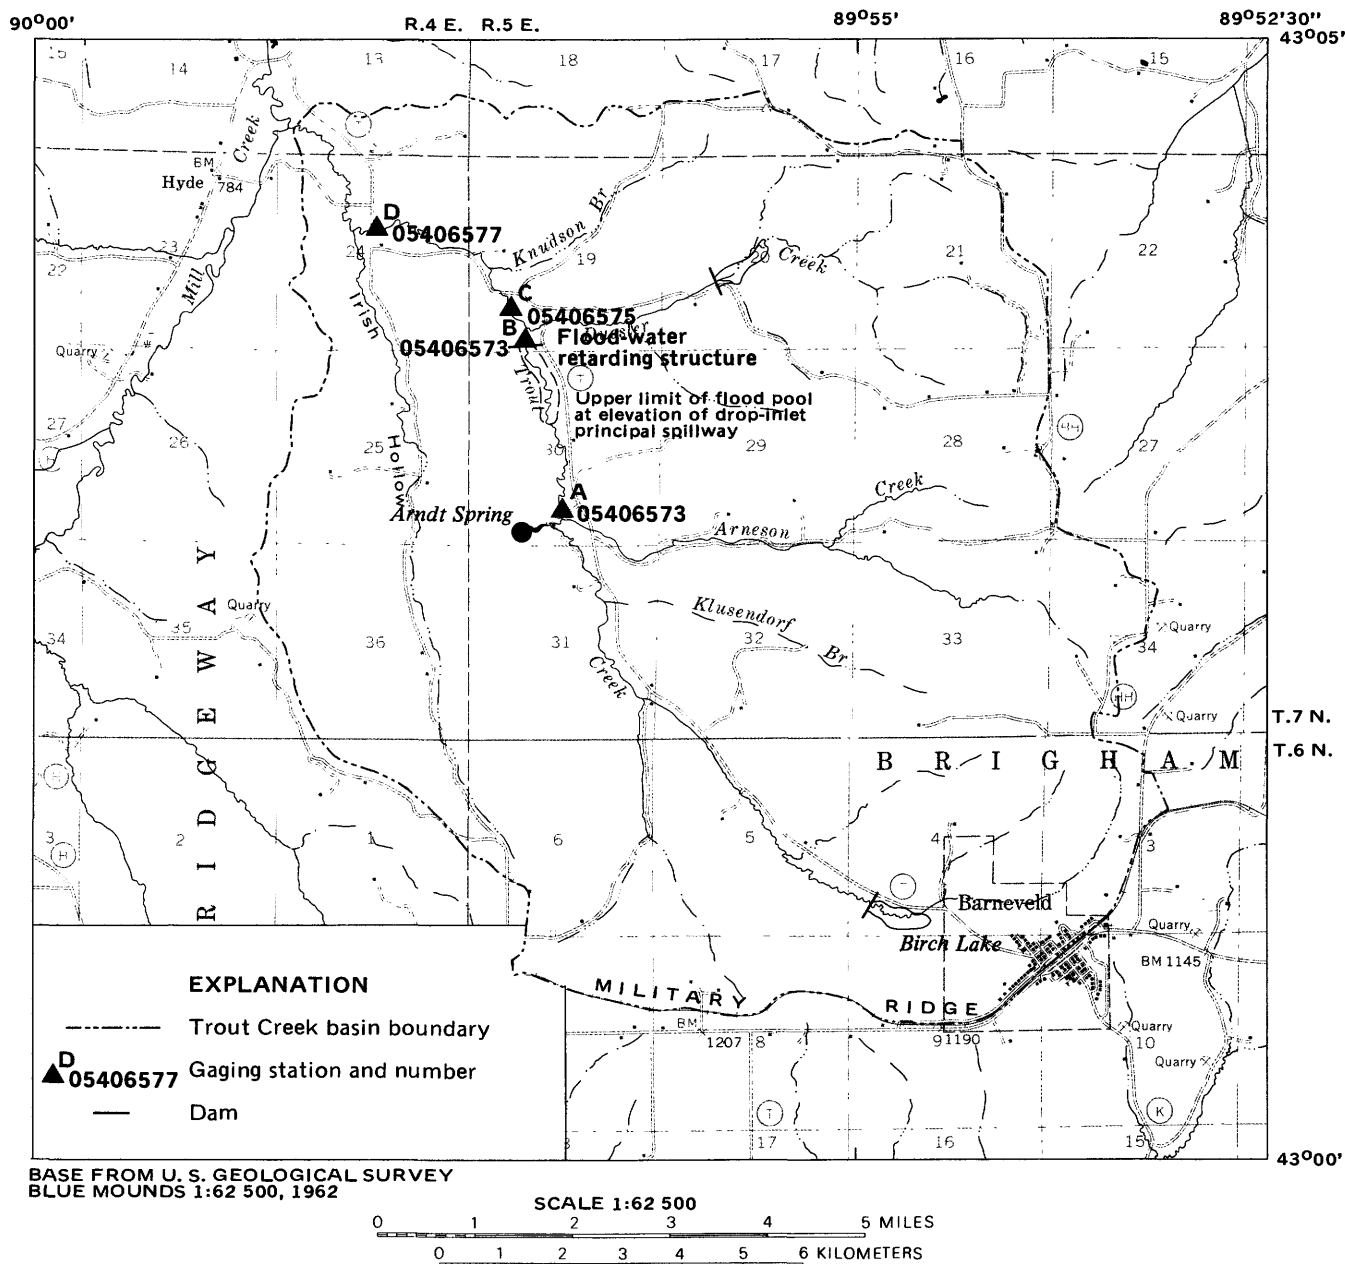 90°00'
R.4 E. R.5 E.
89°55'
89°52'30"
43°05'
15
14
13
18
17
16
15
Creek
BM
Hyde
784
D
05406577
Knudson Br
23
22
24
19
20
Creek
21
22
Mill
Irish
C
05406575
B
05406573
Flood-water
retarding structure
Quarry
Trout
T
Upper limit of flood pool
at elevation of drop-inlet
principal spillway
27
26
25
Hollow
30
29
28
HH
27
H
A
05406573
Arndt Spring
Arneson
Creek
Quarry
Klusendorf
Br
34
35
36
31
32
33
34
Quarry
Creek
HH
Quarry
T.7 N.
T.6 N.
RIDGEWAY
BRIGHAM
H
H
3
2
1
6
5
4
3
Barneveld
Birch Lake
Quarry
BM 1145
MILITARY RIDGE
BM
1207
8
9
1190
Quarry
10
Quarry
T
K
17
16
15
EXPLANATION
Trout Creek basin boundary
D
05406577 Gaging station and number
Dam
43°00'
BASE FROM U. S. GEOLOGICAL SURVEY
BLUE MOUNDS 1:62 500, 1962
SCALE 1:62 500
0 1 2 3 4 5 MILES
0 1 2 3 4 5 6 KILOMETERS